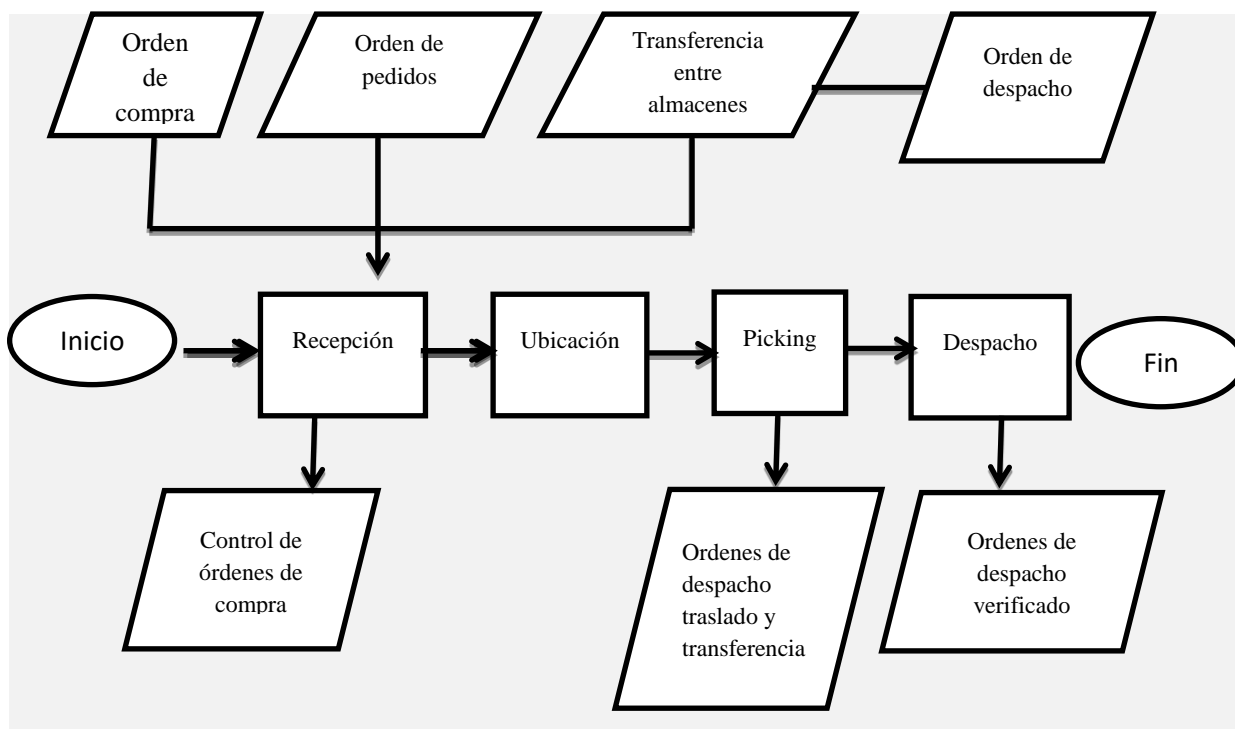 Orden
de
compra
Orden de
pedidos
Transferencia
entre
almacenes
Orden de
despacho
Inicio
Recepción
Ubicación
Picking
Despacho
Fin
Control de
órdenes de
compra
Ordenes de
despacho
traslado y
transferencia
Ordenes de
despacho
verificado